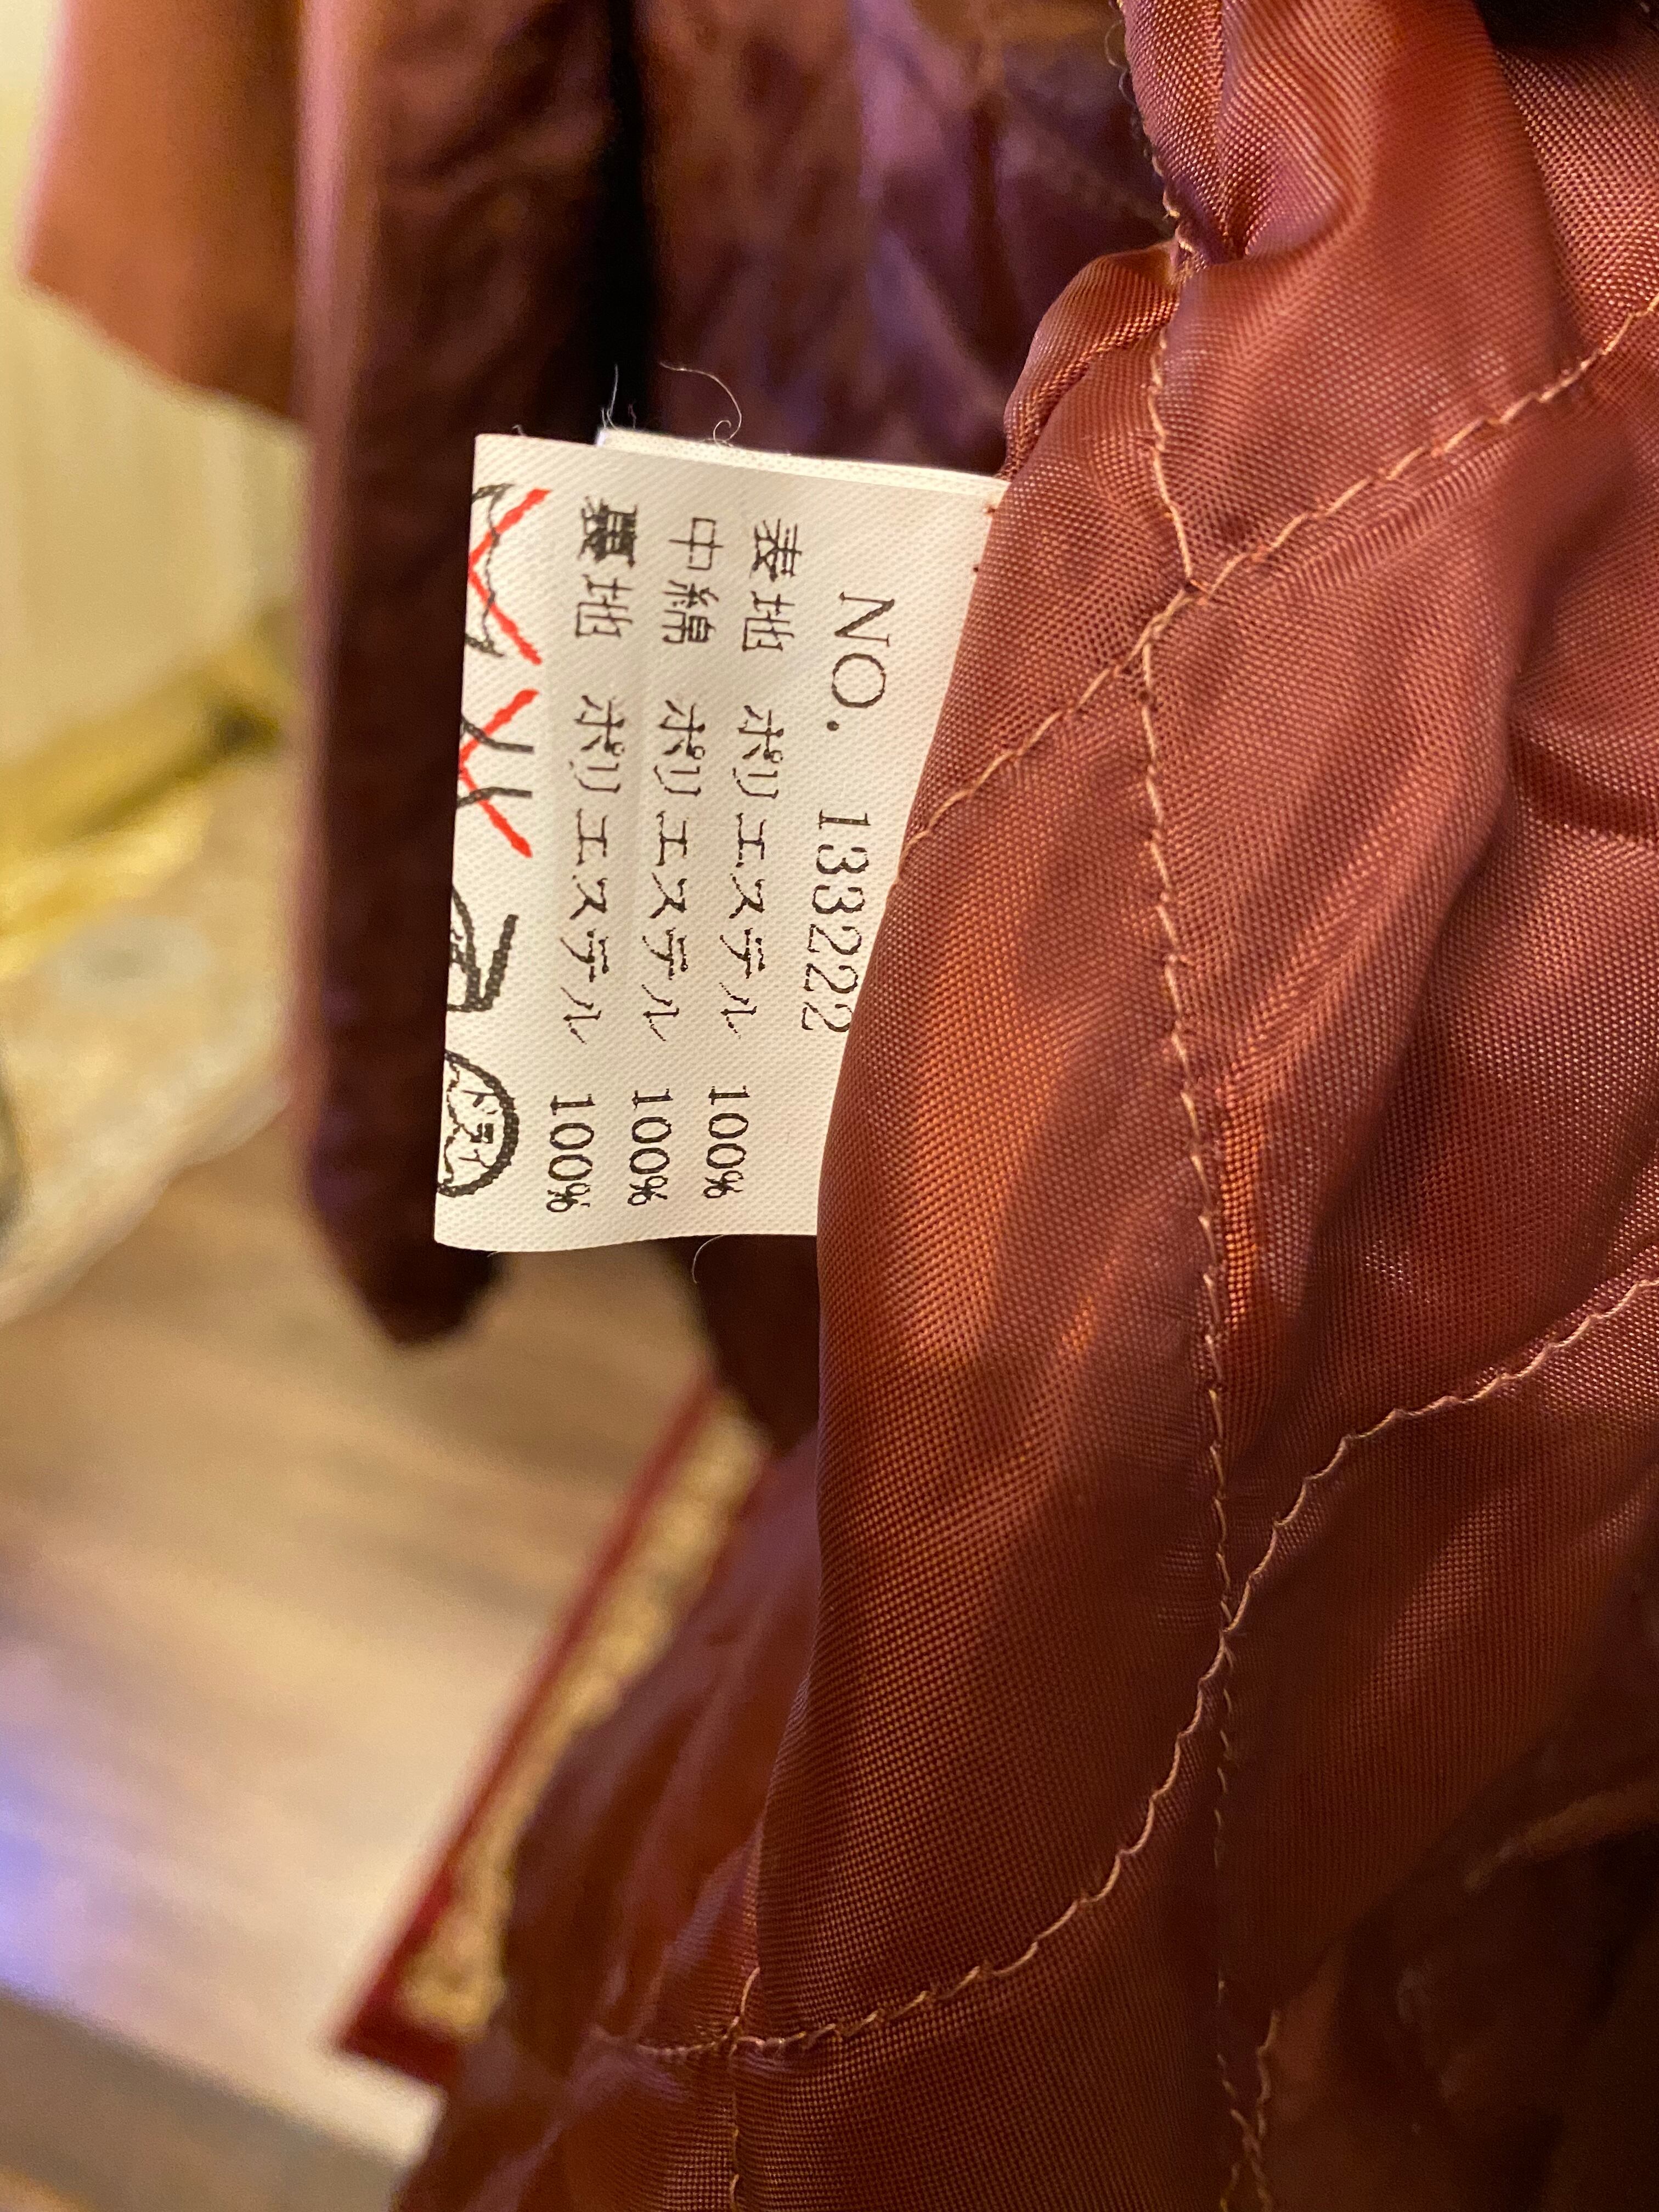 NO. 133222
表地 ポリエステル 100%
中綿 ポリエステル 100%
裏地 ポリエステル 100%